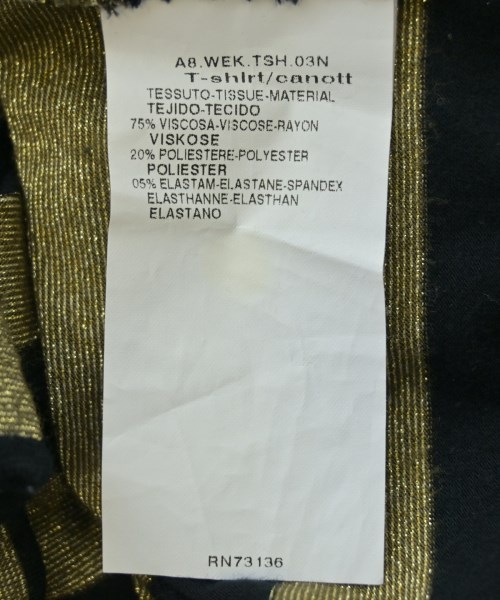 A8.WEK.TSH.03N
T-shirt/canott
TESSUTO-TISSUE-MATERIAL
TEJIDO-TECIDO
75% VISCOSA-VISCOSE-RAYON
VISKOSE
20% POLIESTERE-POLYESTER
POLIESTER
05% ELASTAM-ELASTANE-SPANDEX
ELASTHANNE-ELASTHAN
ELASTANO
RN73136